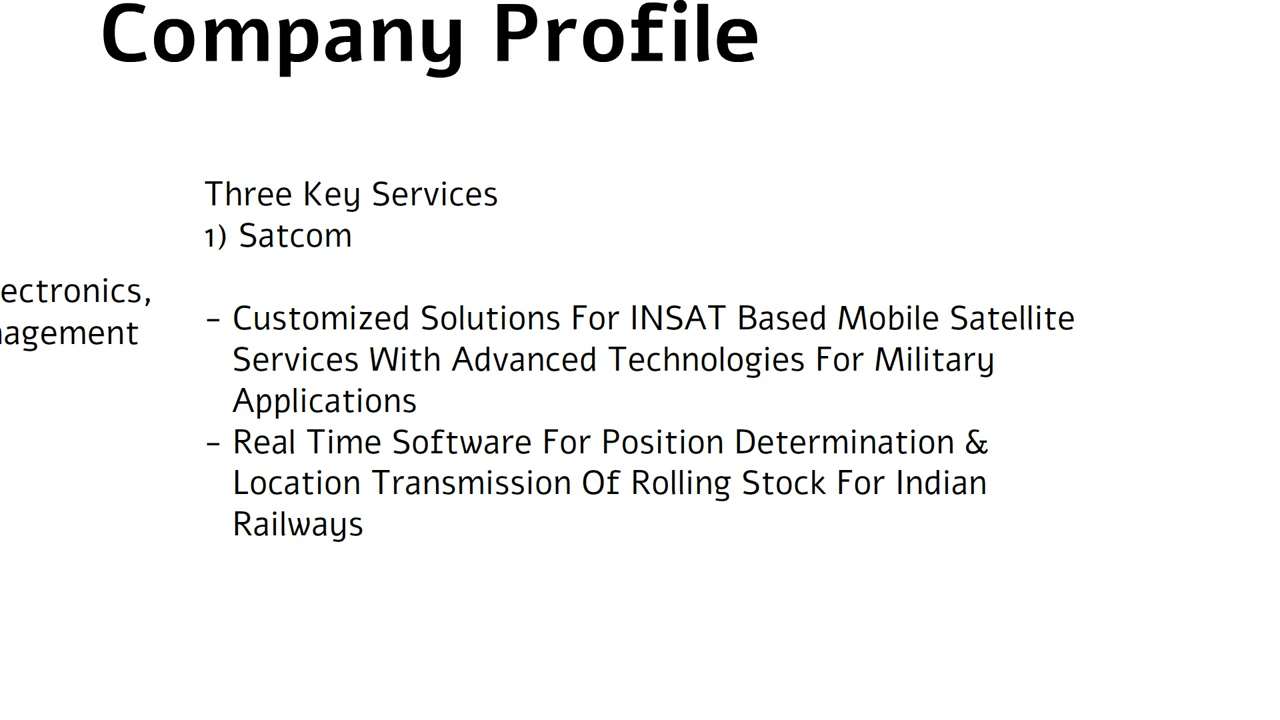 Company Profile
Three Key Services
1) Satcom
ectronics,
agement
– Customized Solutions For INSAT Based Mobile Satellite
Services With Advanced Technologies For Military
Applications
– Real Time Software For Position Determination &
Location Transmission Of Rolling Stock For Indian
Railways